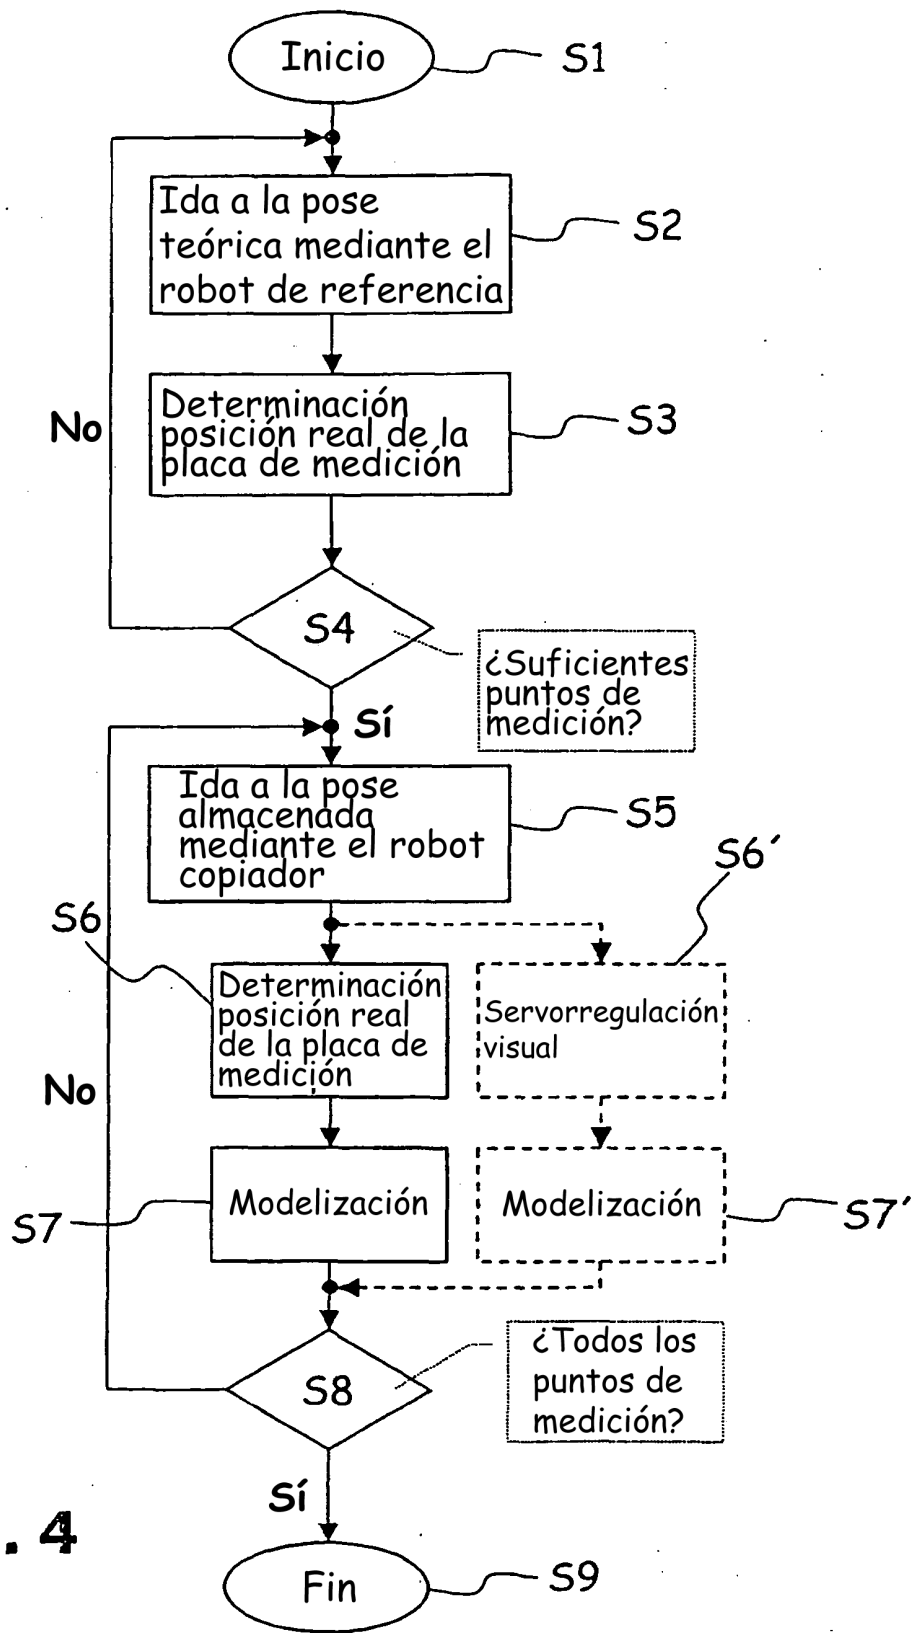 Inicio
S1
Ida a la pose
teórica mediante el
robot de referencia
S2
Determinación
posición real de la
placa de medición
S3
No
S4
¿Suficientes
puntos de
medición?
Sí
Ida a la pose
almacenada
mediante el robot
copiador
S5
S6
S6´
Determinación
posición real
de la placa de
medición
Servorregulación
visual
No
Modelización
S7
Modelización
S7´
S8
¿Todos los
puntos de
medición?
Sí
. 4
Fin
S9